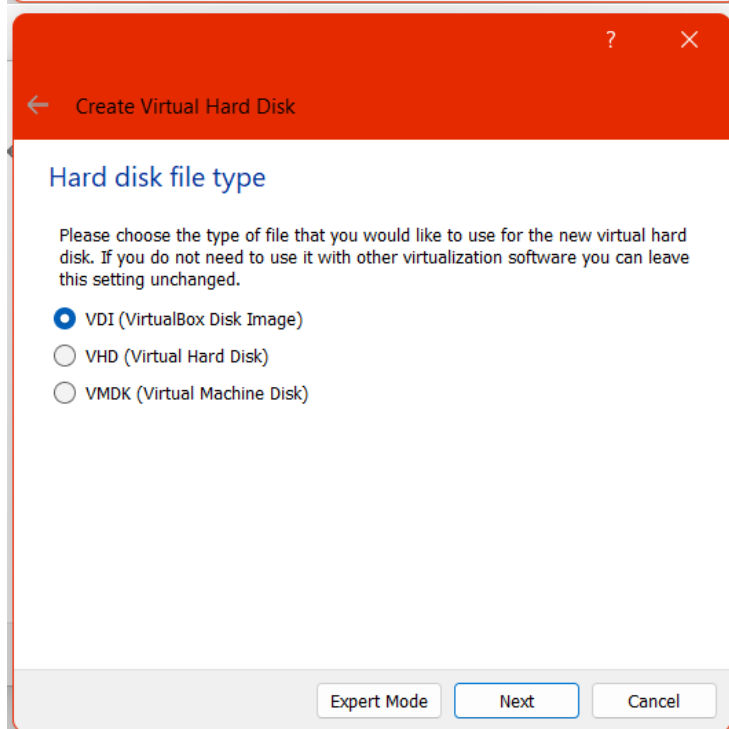 ?
Create Virtual Hard Disk
Hard disk file type
Please choose the type of file that you would like to use for the new virtual hard
disk. If you do not need to use it with other virtualization software you can leave
this setting unchanged.
VDI (VirtualBox Disk Image)
VHD (Virtual Hard Disk)
VMDK (Virtual Machine Disk)
Expert Mode Next Cancel